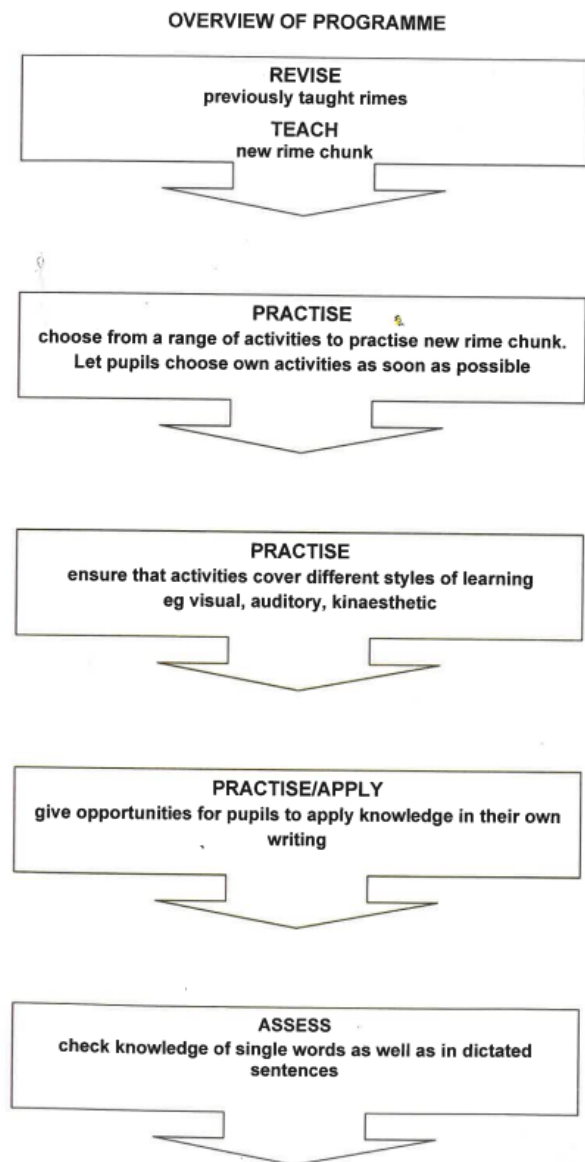 OVERVIEW OF PROGRAMME
REVISE
previously taught rimes
TEACH
new rime chunk
PRACTISE
choose from a range of activities to practise new rime chunk.
Let pupils choose own activities as soon as possible
PRACTISE
ensure that activities cover different styles of learning
eg visual, auditory, kinaesthetic
PRACTISE/APPLY
give opportunities for pupils to apply knowledge in their own
writing
ASSESS
check knowledge of single words as well as in dictated
sentences